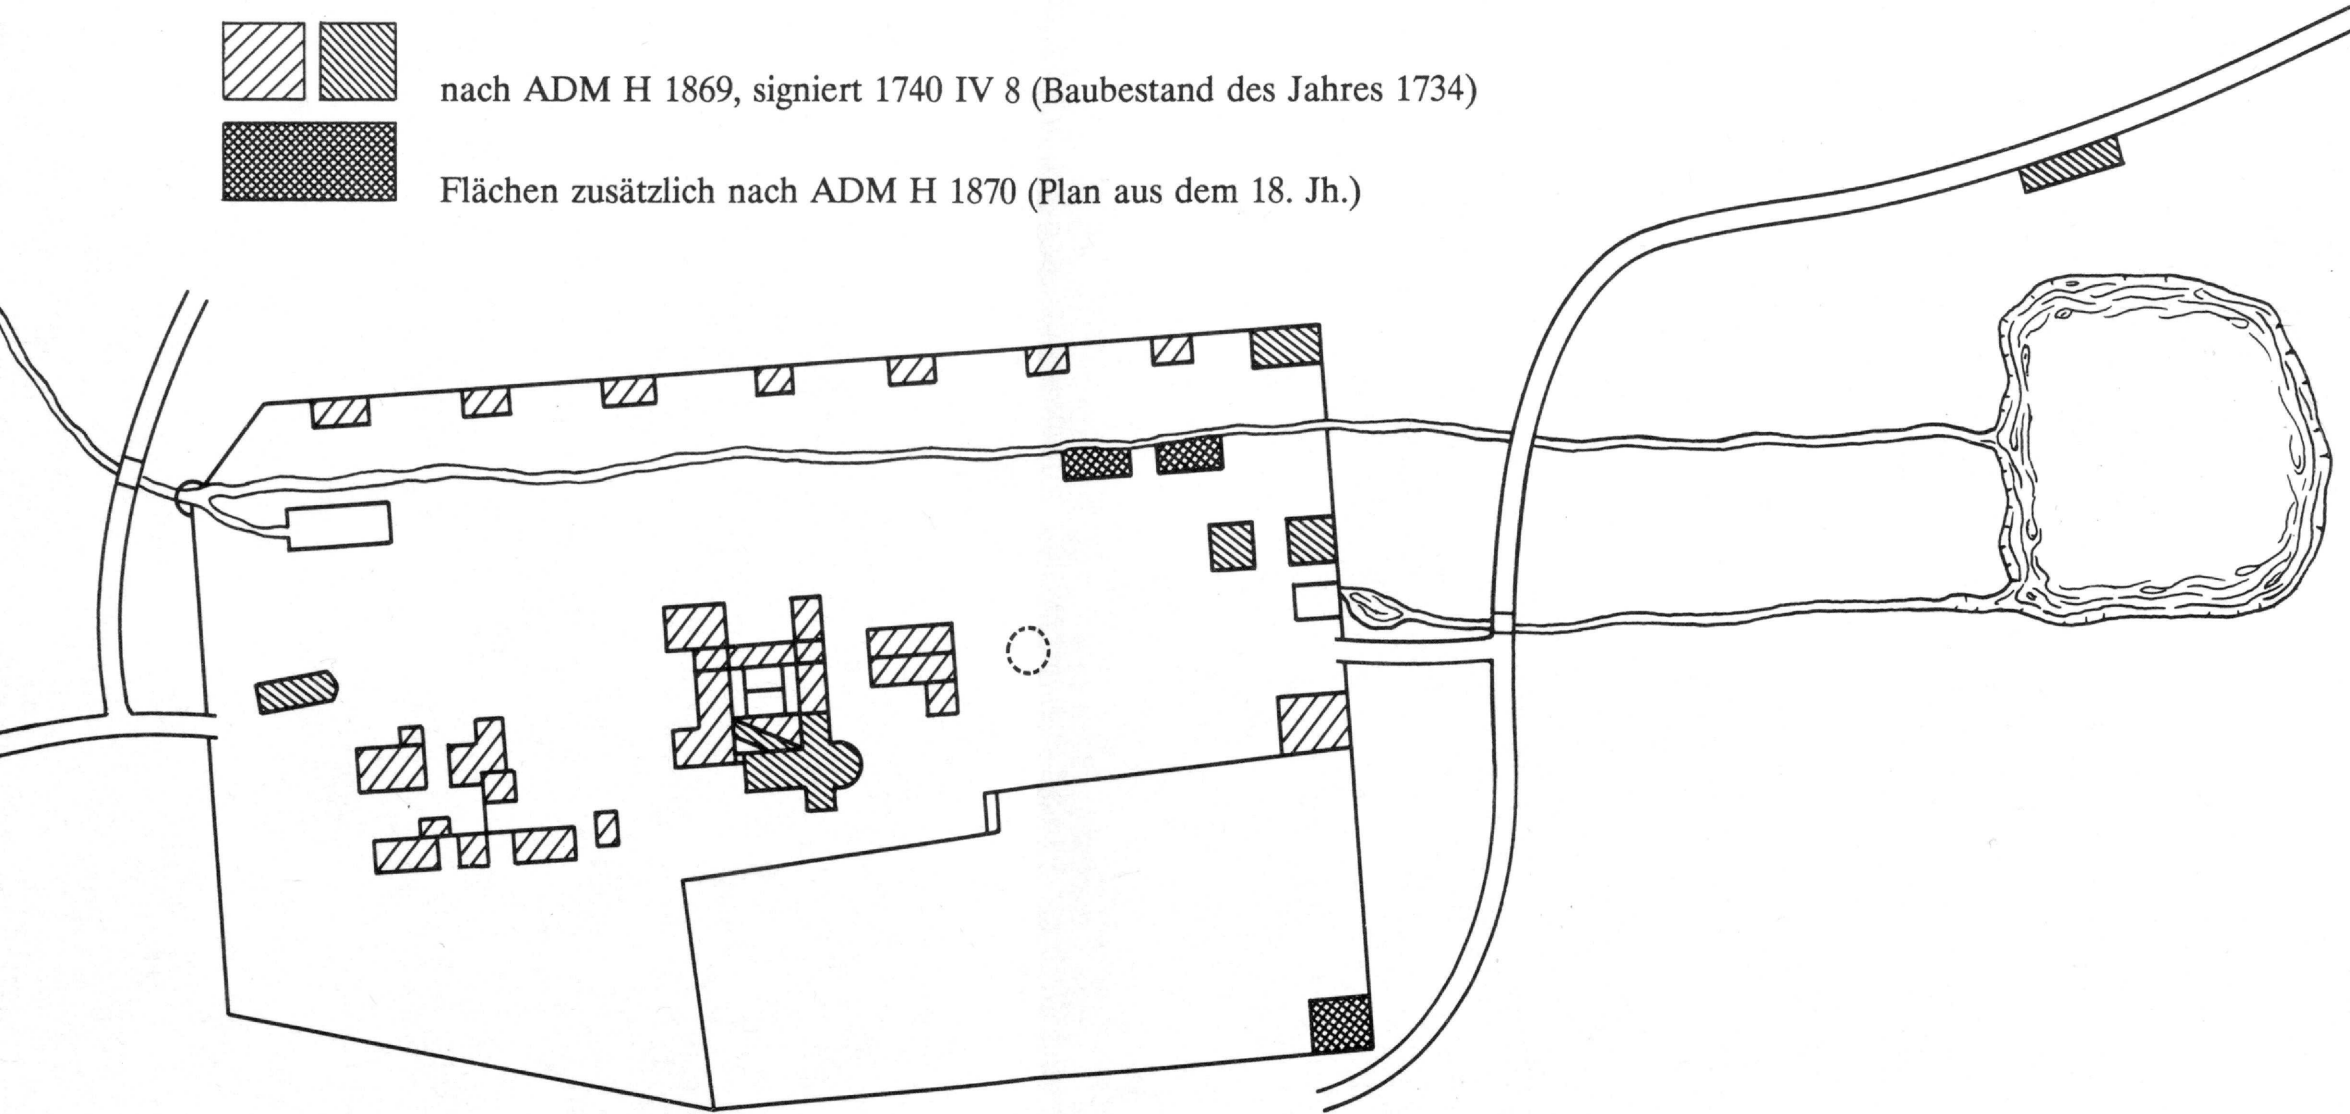 nach ADM H 1869, signiert 1740 IV 8 (Baubestand des Jahres 1734)
Flächen zusätzlich nach ADM H 1870 (Plan aus dem 18. Jh.)